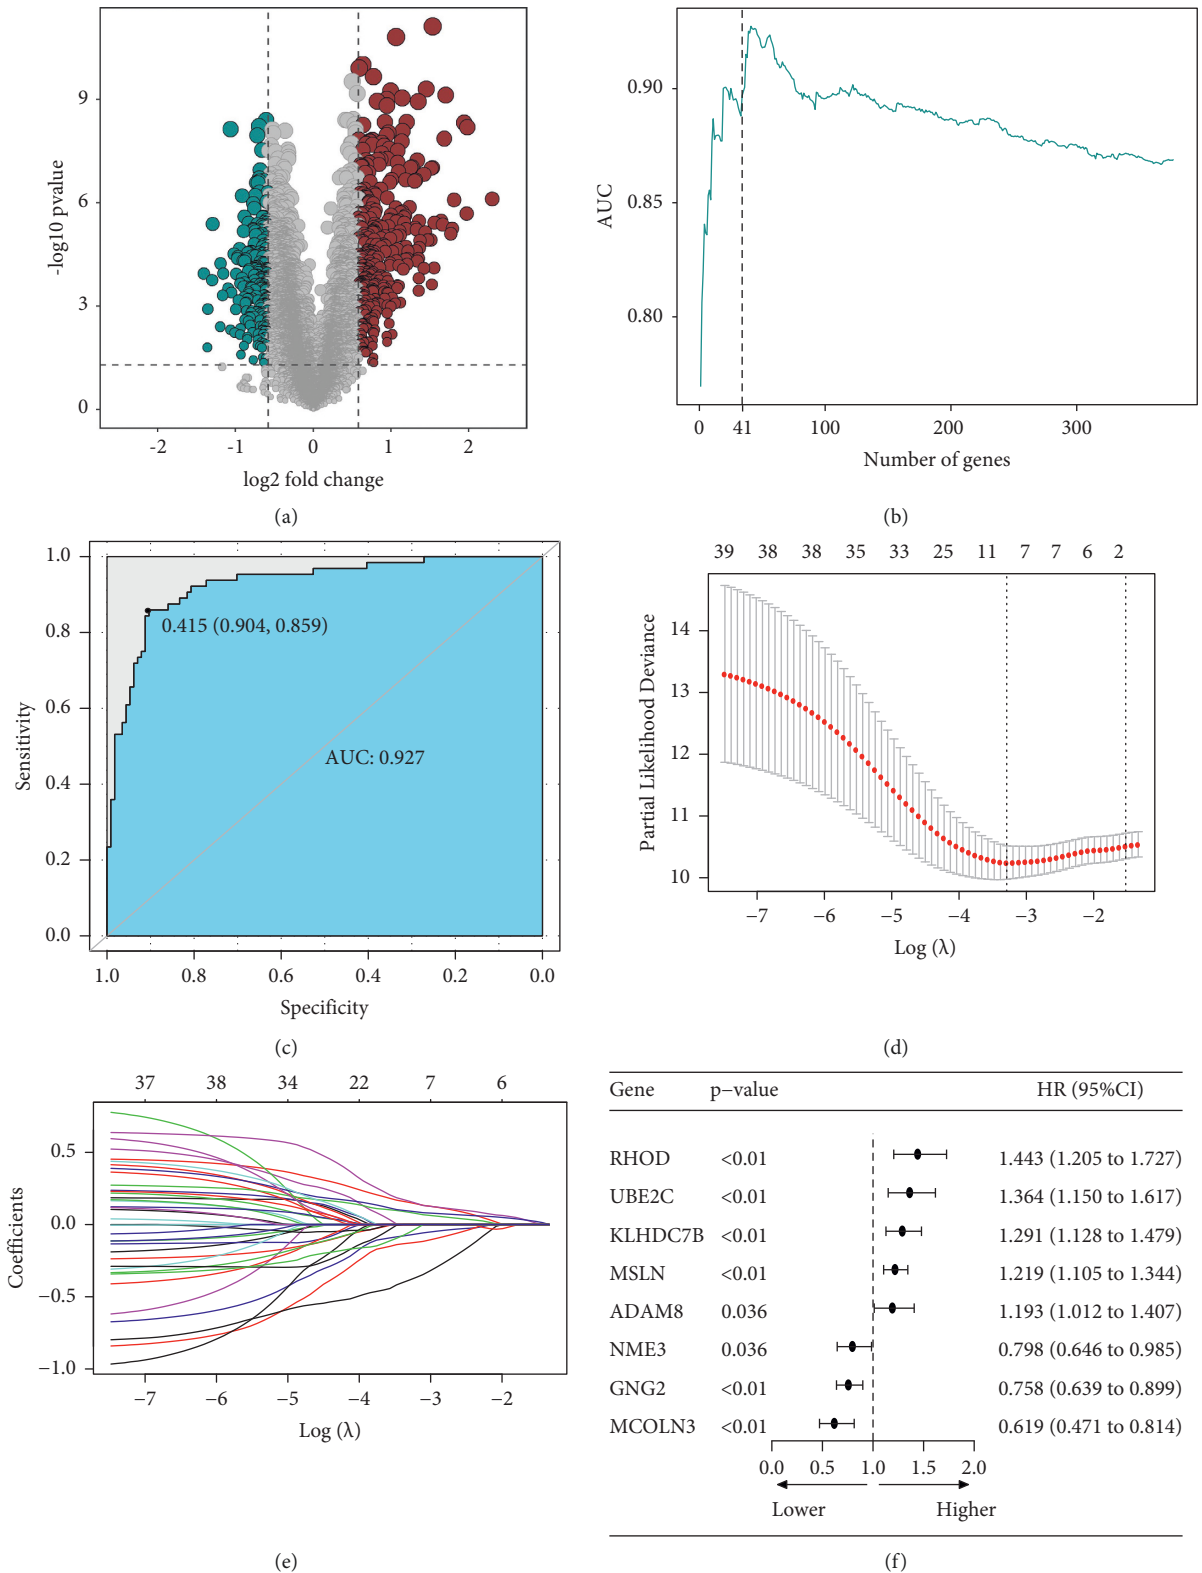 -log10 pvalue
9
6
3
0
-2 -1 0 1 2
log2 fold change
(a)
AUC
0.90
0.85
0.80
0 41 100 200 300
Number of genes
(b)
Sensitivity
1.0
0.8
0.6
0.4
0.2
0.0
0.415 (0.904, 0.859)
AUC: 0.927
1.0 0.8 0.6 0.4 0.2 0.0
Specificity
(c)
39 38 38 35 33 25 11 7 7 6 2
Partial Likelihood Deviance
14
13
12
11
10
−7 −6 −5 −4 −3 −2
Log (λ)
(d)
37 38 34 22 7 6
Coefficients
0.5
0.0
−0.5
−1.0
−7 −6 −5 −4 −3 −2
Log (λ)
(e)
Gene p−value HR (95%CI)
RHOD <0.01 1.443 (1.205 to 1.727)
UBE2C <0.01 1.364 (1.150 to 1.617)
KLHDC7B <0.01 1.291 (1.128 to 1.479)
MSLN <0.01 1.219 (1.105 to 1.344)
ADAM8 0.036 1.193 (1.012 to 1.407)
NME3 0.036 0.798 (0.646 to 0.985)
GNG2 <0.01 0.758 (0.639 to 0.899)
MCOLN3 <0.01 0.619 (0.471 to 0.814)
0.0 0.5 1.0 1.5 2.0
Lower Higher
(f)